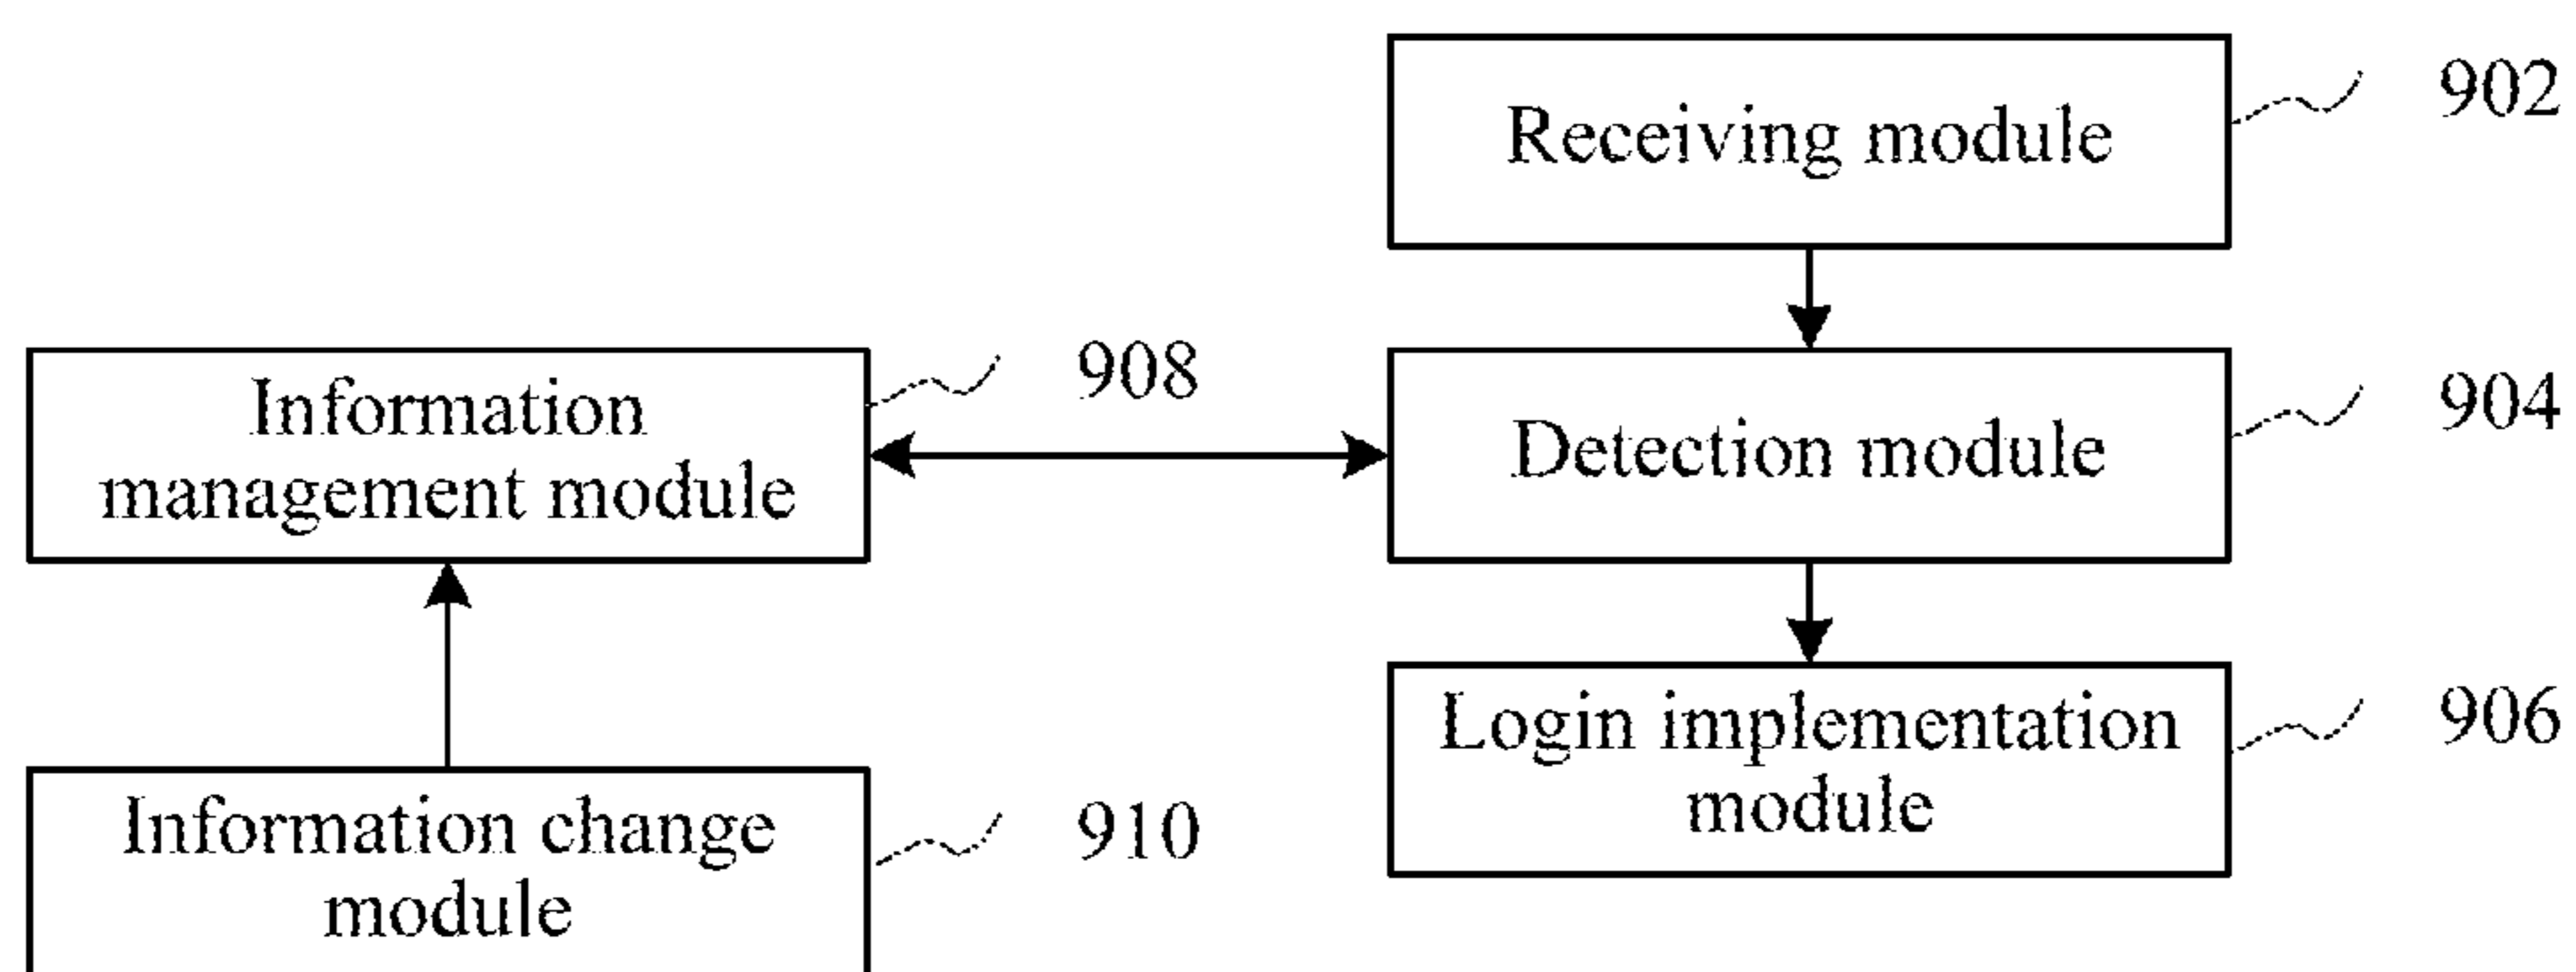 Receiving module
902
Information
management module
908
Detection module
904
Login implementation
module
906
Information change
module
910